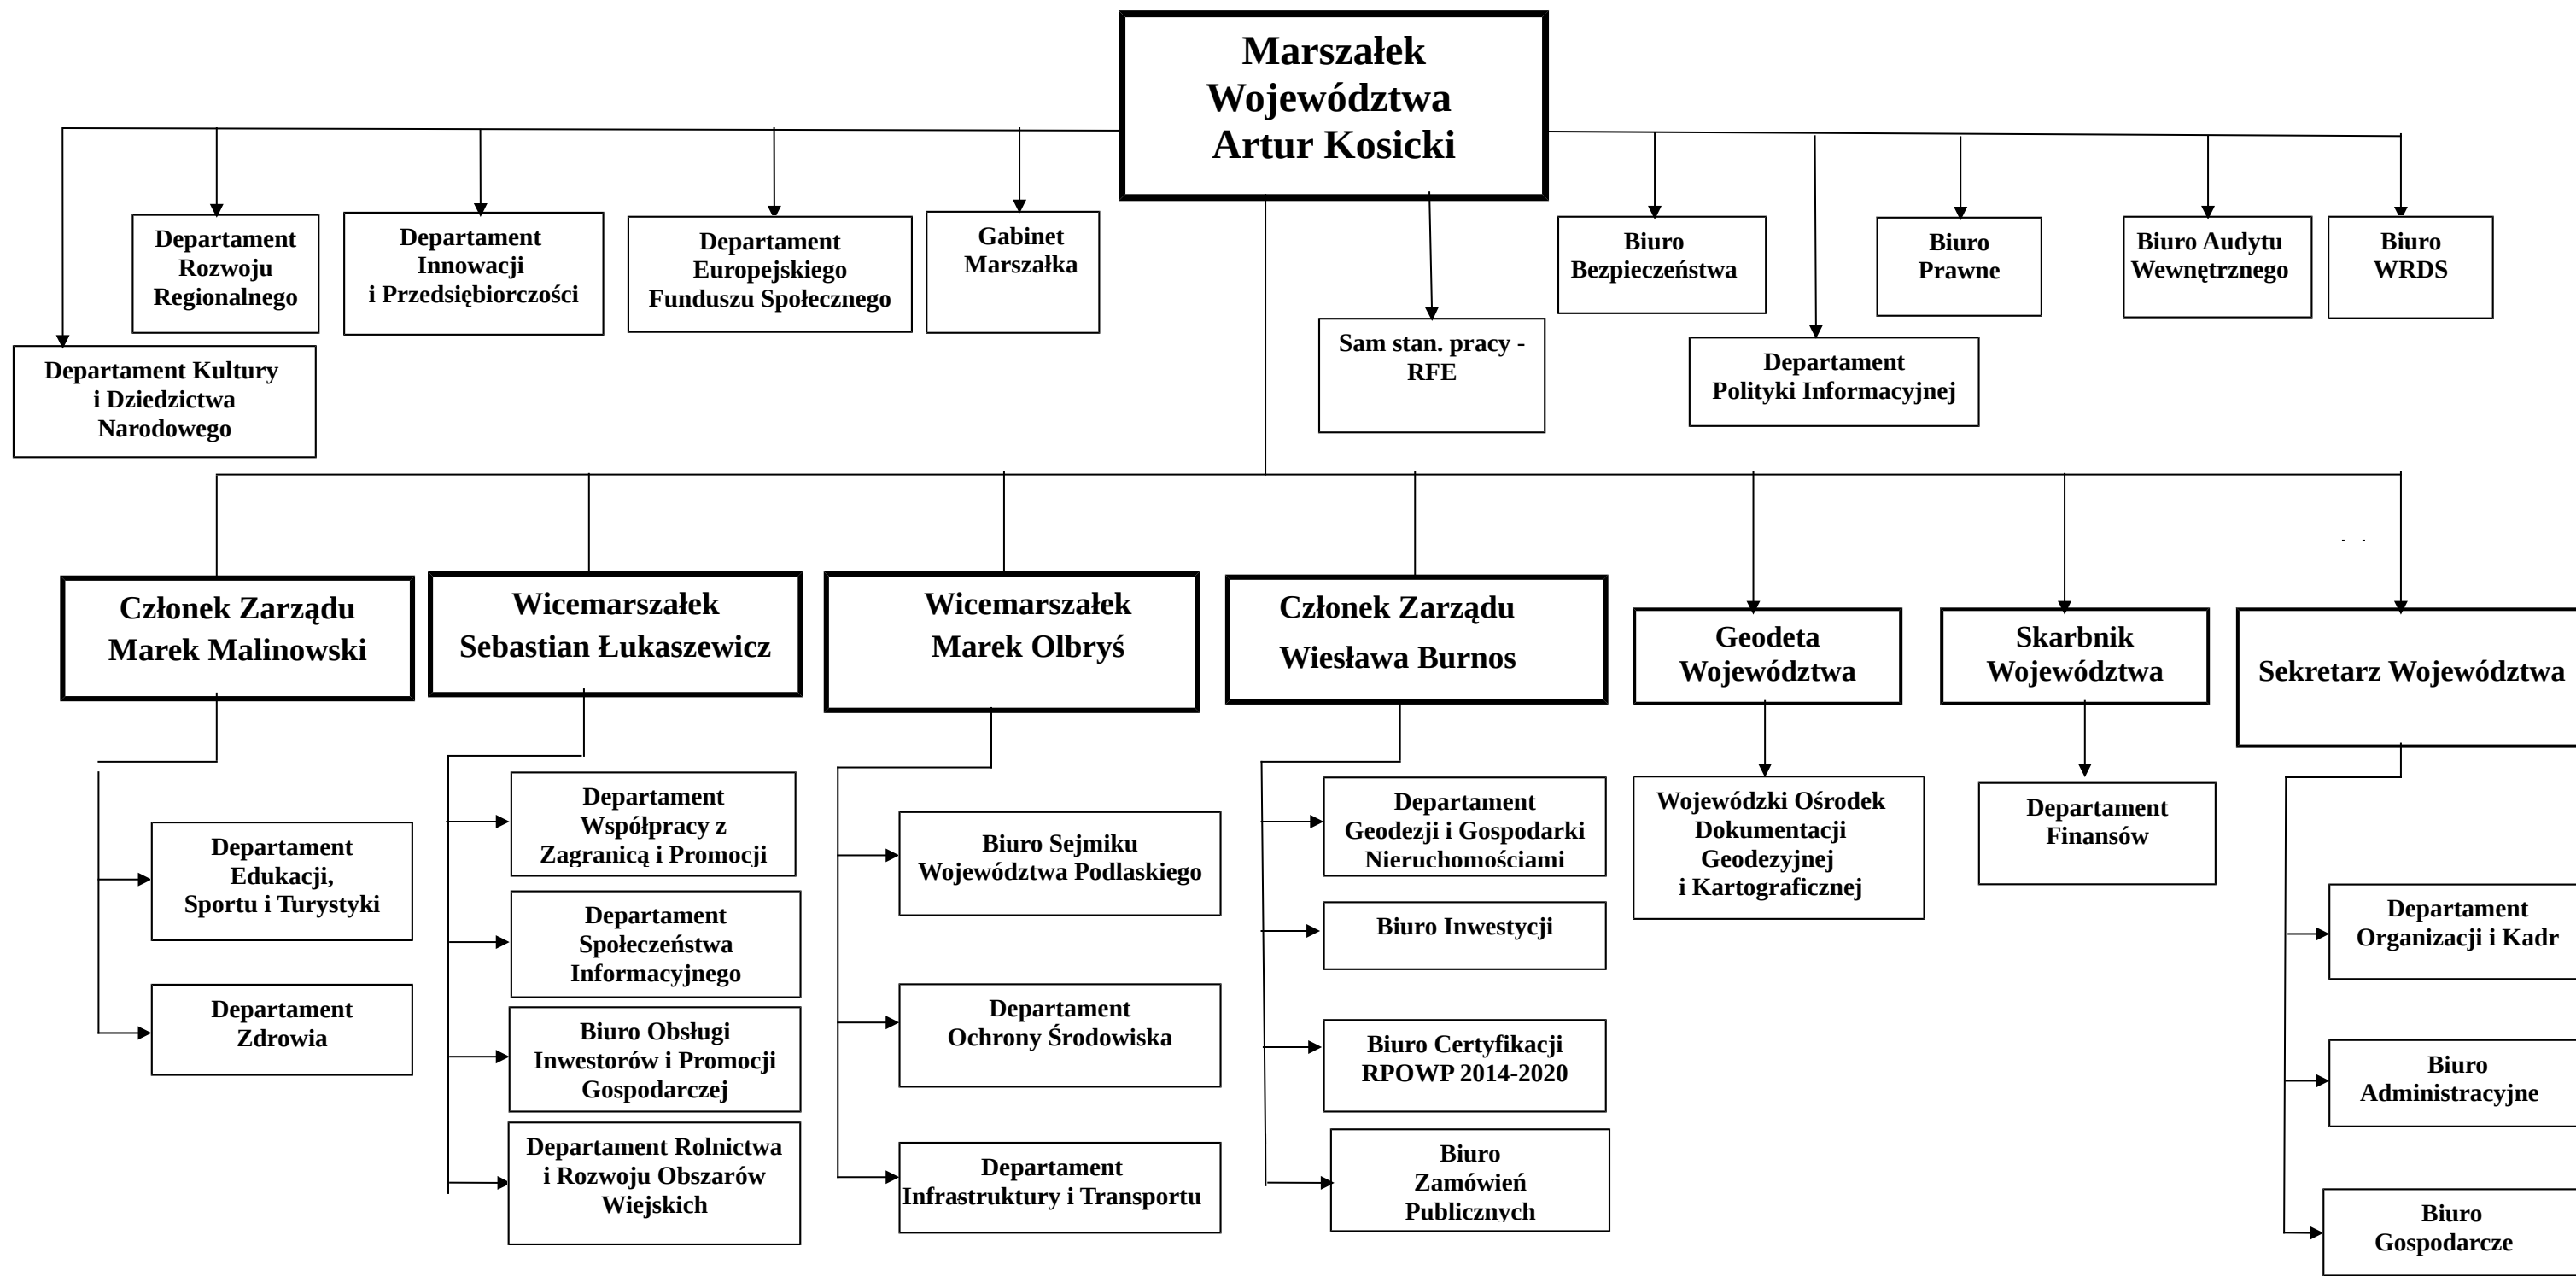 Marszałek
Województwa
Artur Kosicki
Departament
Rozwoju
Regionalnego
Departament
Innowacji
i Przedsiębiorczości
Departament
Europejskiego
Funduszu Społecznego
Gabinet
Marszałka
Biuro
Bezpieczeństwa
Biuro
Prawne
Biuro Audytu
Wewnętrznego
Biuro
WRDS
Sam stan. pracy -
RFE
Departament
Polityki Informacyjnej
Departament Kultury
i Dziedzictwa
Narodowego
Członek Zarządu
Marek Malinowski
Wicemarszałek
Sebastian Łukaszewicz
Wicemarszałek
Marek Olbryś
Członek Zarządu
Wiesława Burnos
Geodeta
Województwa
Skarbnik
Województwa
Sekretarz Województwa
Departament
Edukacji,
Sportu i Turystyki
Departament
Zdrowia
Departament
Współpracy z
Zagranicą i Promocji
Departament
Społeczeństwa
Informacyjnego
Biuro Obsługi
Inwestorów i Promocji
Gospodarczej
Departament Rolnictwa
i Rozwoju Obszarów
Wiejskich
Biuro Sejmiku
Województwa Podlaskiego
Departament
Ochrony Środowiska
Departament
Infrastruktury i Transportu
Departament
Geodezji i Gospodarki
Nieruchomościami
Biuro Inwestycji
Biuro Certyfikacji
RPOWP 2014-2020
Biuro
Zamówień
Publicznych
Wojewódzki Ośrodek
Dokumentacji
Geodezyjnej
i Kartograficznej
Departament
Finansów
Departament
Organizacji i Kadr
Biuro
Administracyjne
Biuro
Gospodarcze